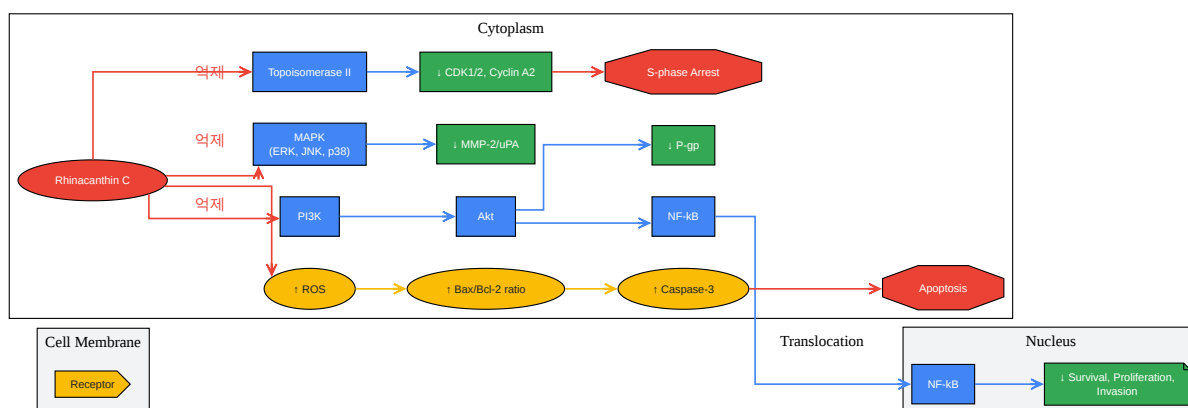 Cytoplasm
억제
Topoisomerase II
↓ CDK1/2, Cyclin A2
S-phase Arrest
억제
MAPK
(ERK, JNK, p38)
↓ MMP-2/uPA
↓ P-gp
Rhinacanthin C
억제
PI3K
Akt
NF-kB
↑ ROS
↑ Bax/Bcl-2 ratio
↑ Caspase-3
Apoptosis
Cell Membrane
Receptor
Translocation
Nucleus
NF-kB
↓ Survival, Proliferation,
Invasion